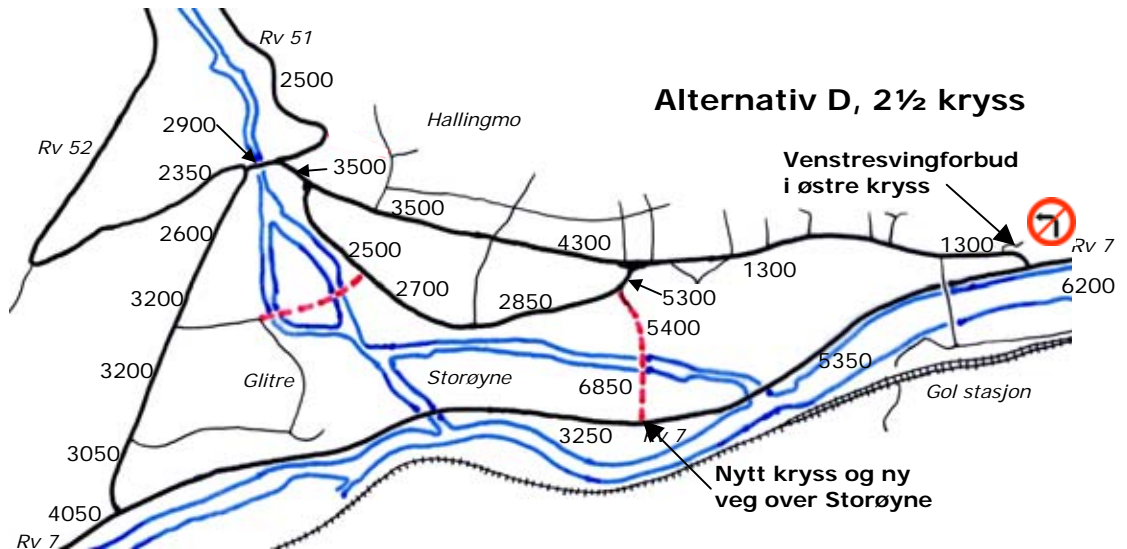 Rv 51
2500
Alternativ D, 2½ kryss
Hallingmo
2900
Rv 52
2350
3500
Venstresvingforbud
i østre kryss
3500
2600
4300
1300
Rv 7
2500
1300
6200
2700
5300
3200
2850
5400
5350
3200
Glitre
Storøyne
6850
Gol stasjon
3250
Rv 7
3050
Nytt kryss og ny
veg over Storøyne
4050
Rv 7